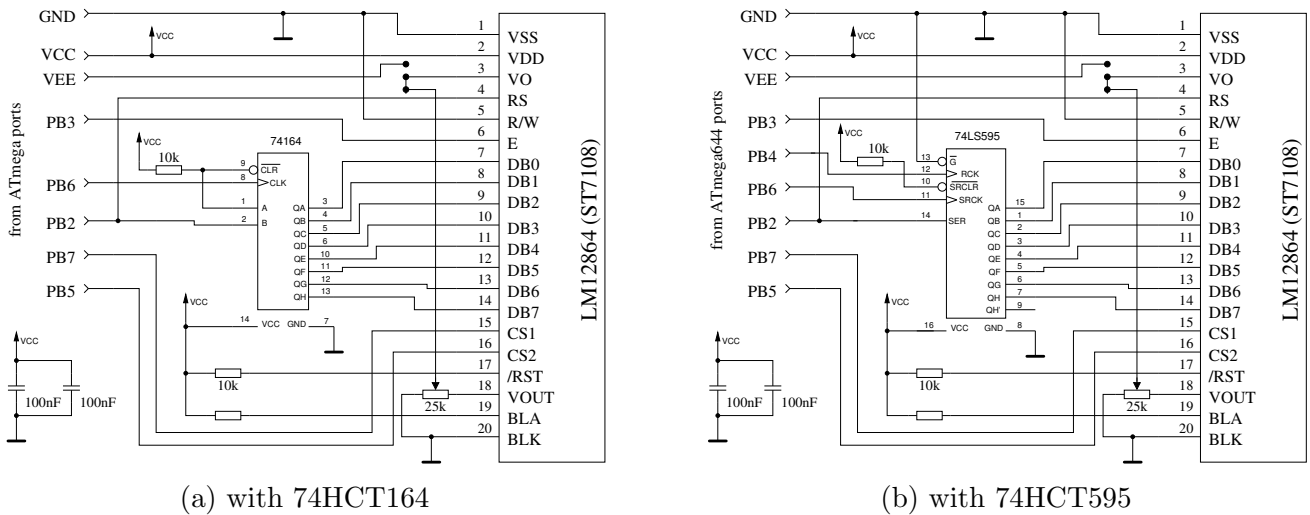 from ATmega ports
GND
VCC
VEE
PB3
PB6
PB2
PB7
PB5
VCC
VCC
10k
74164
9
CLR
8
CLK
1
A
2
B
QA
3
QB
4
QC
5
QD
6
QE
10
QF
11
QG
12
QH
13
14
VCC
GND
7
VCC
10k
VCC
100nF
100nF
25k
1
VSS
2
VDD
3
VO
4
RS
5
R/W
6
E
7
DB0
8
DB1
9
DB2
10
DB3
11
DB4
12
DB5
13
DB6
14
DB7
15
CS1
16
CS2
17
/RST
18
VOUT
19
BLA
20
BLK
LM12864 (ST7108)
(a) with 74HCT164
from ATmega644 ports
GND
VCC
VEE
PB3
PB4
PB6
PB2
PB7
PB5
VCC
VCC
10k
74LS595
13
G
12
RCK
10
SRCLR
11
SRCK
14
SER
QA
15
QB
1
QC
2
QD
3
QE
4
QF
5
QG
6
QH
7
QH'
9
16
VCC
GND
8
VCC
10k
VCC
100nF
100nF
25k
1
VSS
2
VDD
3
VO
4
RS
5
R/W
6
E
7
DB0
8
DB1
9
DB2
10
DB3
11
DB4
12
DB5
13
DB6
14
DB7
15
CS1
16
CS2
17
/RST
18
VOUT
19
BLA
20
BLK
LM12864 (ST7108)
(b) with 74HCT595